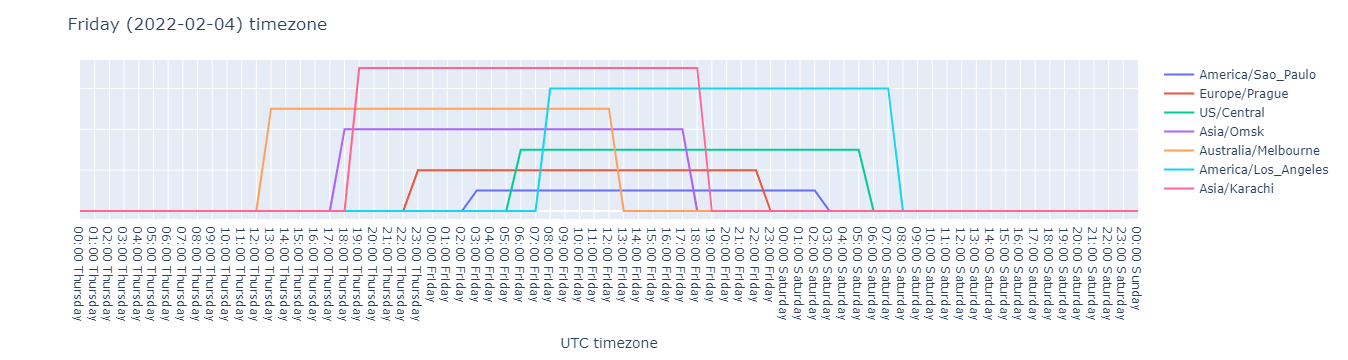 Friday (2022-02-04) timezone
America/Sao_Paulo
Europe/Prague
US/Central
Asia/Omsk
Australia/Melbourne
America/Los_Angeles
Asia/Karachi
00:00 Thursday
01:00 Thursday
02:00 Thursday
03:00 Thursday
04:00 Thursday
05:00 Thursday
06:00 Thursday
07:00 Thursday
08:00 Thursday
09:00 Thursday
10:00 Thursday
11:00 Thursday
12:00 Thursday
13:00 Thursday
14:00 Thursday
15:00 Thursday
16:00 Thursday
17:00 Thursday
18:00 Thursday
19:00 Thursday
20:00 Thursday
21:00 Thursday
22:00 Thursday
23:00 Thursday
00:00 Friday
01:00 Friday
02:00 Friday
03:00 Friday
04:00 Friday
05:00 Friday
06:00 Friday
07:00 Friday
08:00 Friday
09:00 Friday
10:00 Friday
11:00 Friday
12:00 Friday
13:00 Friday
14:00 Friday
15:00 Friday
16:00 Friday
17:00 Friday
18:00 Friday
19:00 Friday
20:00 Friday
21:00 Friday
22:00 Friday
23:00 Friday
00:00 Saturday
01:00 Saturday
02:00 Saturday
03:00 Saturday
04:00 Saturday
05:00 Saturday
06:00 Saturday
07:00 Saturday
08:00 Saturday
09:00 Saturday
10:00 Saturday
11:00 Saturday
12:00 Saturday
13:00 Saturday
14:00 Saturday
15:00 Saturday
16:00 Saturday
17:00 Saturday
18:00 Saturday
19:00 Saturday
20:00 Saturday
21:00 Saturday
22:00 Saturday
23:00 Saturday
00:00 Sunday
UTC timezone